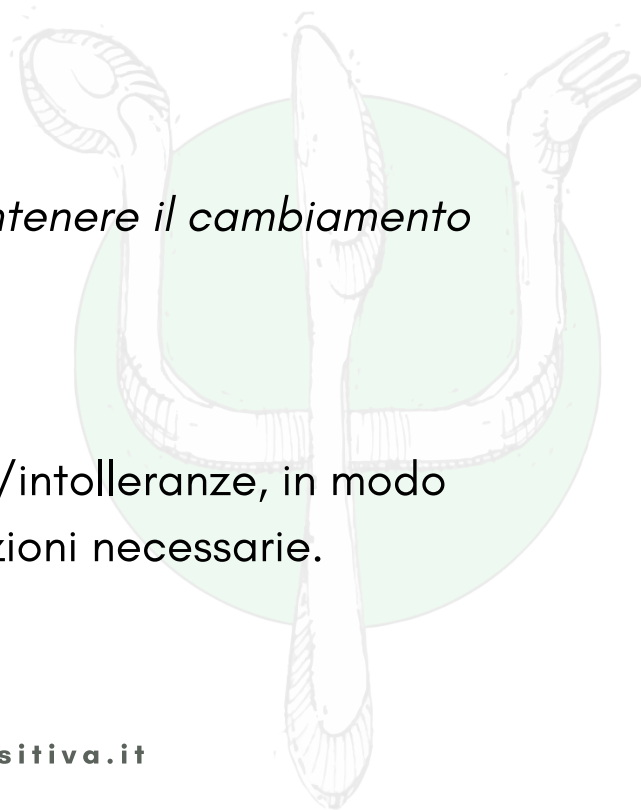 ntenere il cambiamento
/intolleranze, in modo
zioni necessarie.
sitiva.it